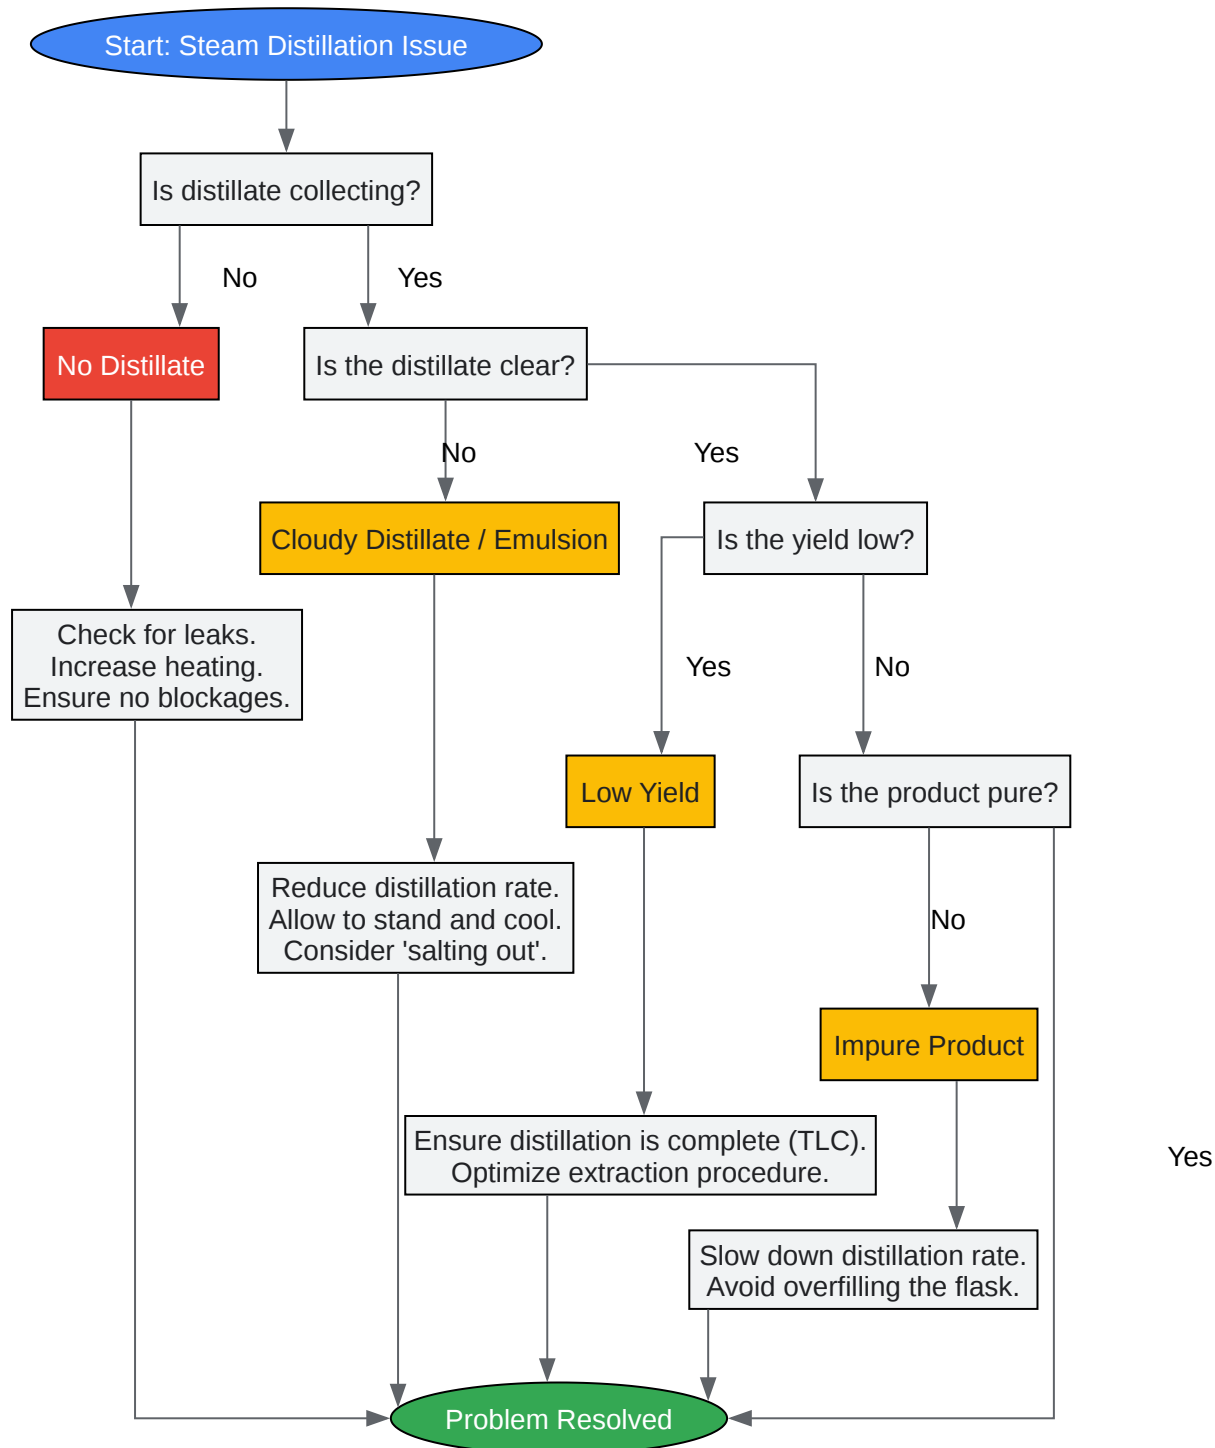 Start: Steam Distillation Issue
Is distillate collecting?
No
Yes
No Distillate
Is the distillate clear?
No
Yes
Cloudy Distillate / Emulsion
Is the yield low?
Check for leaks.
Increase heating.
Ensure no blockages.
Yes
No
Low Yield
Is the product pure?
Reduce distillation rate.
Allow to stand and cool.
Consider 'salting out'.
No
Impure Product
Ensure distillation is complete (TLC).
Optimize extraction procedure.
Yes
Slow down distillation rate.
Avoid overfilling the flask.
Problem Resolved